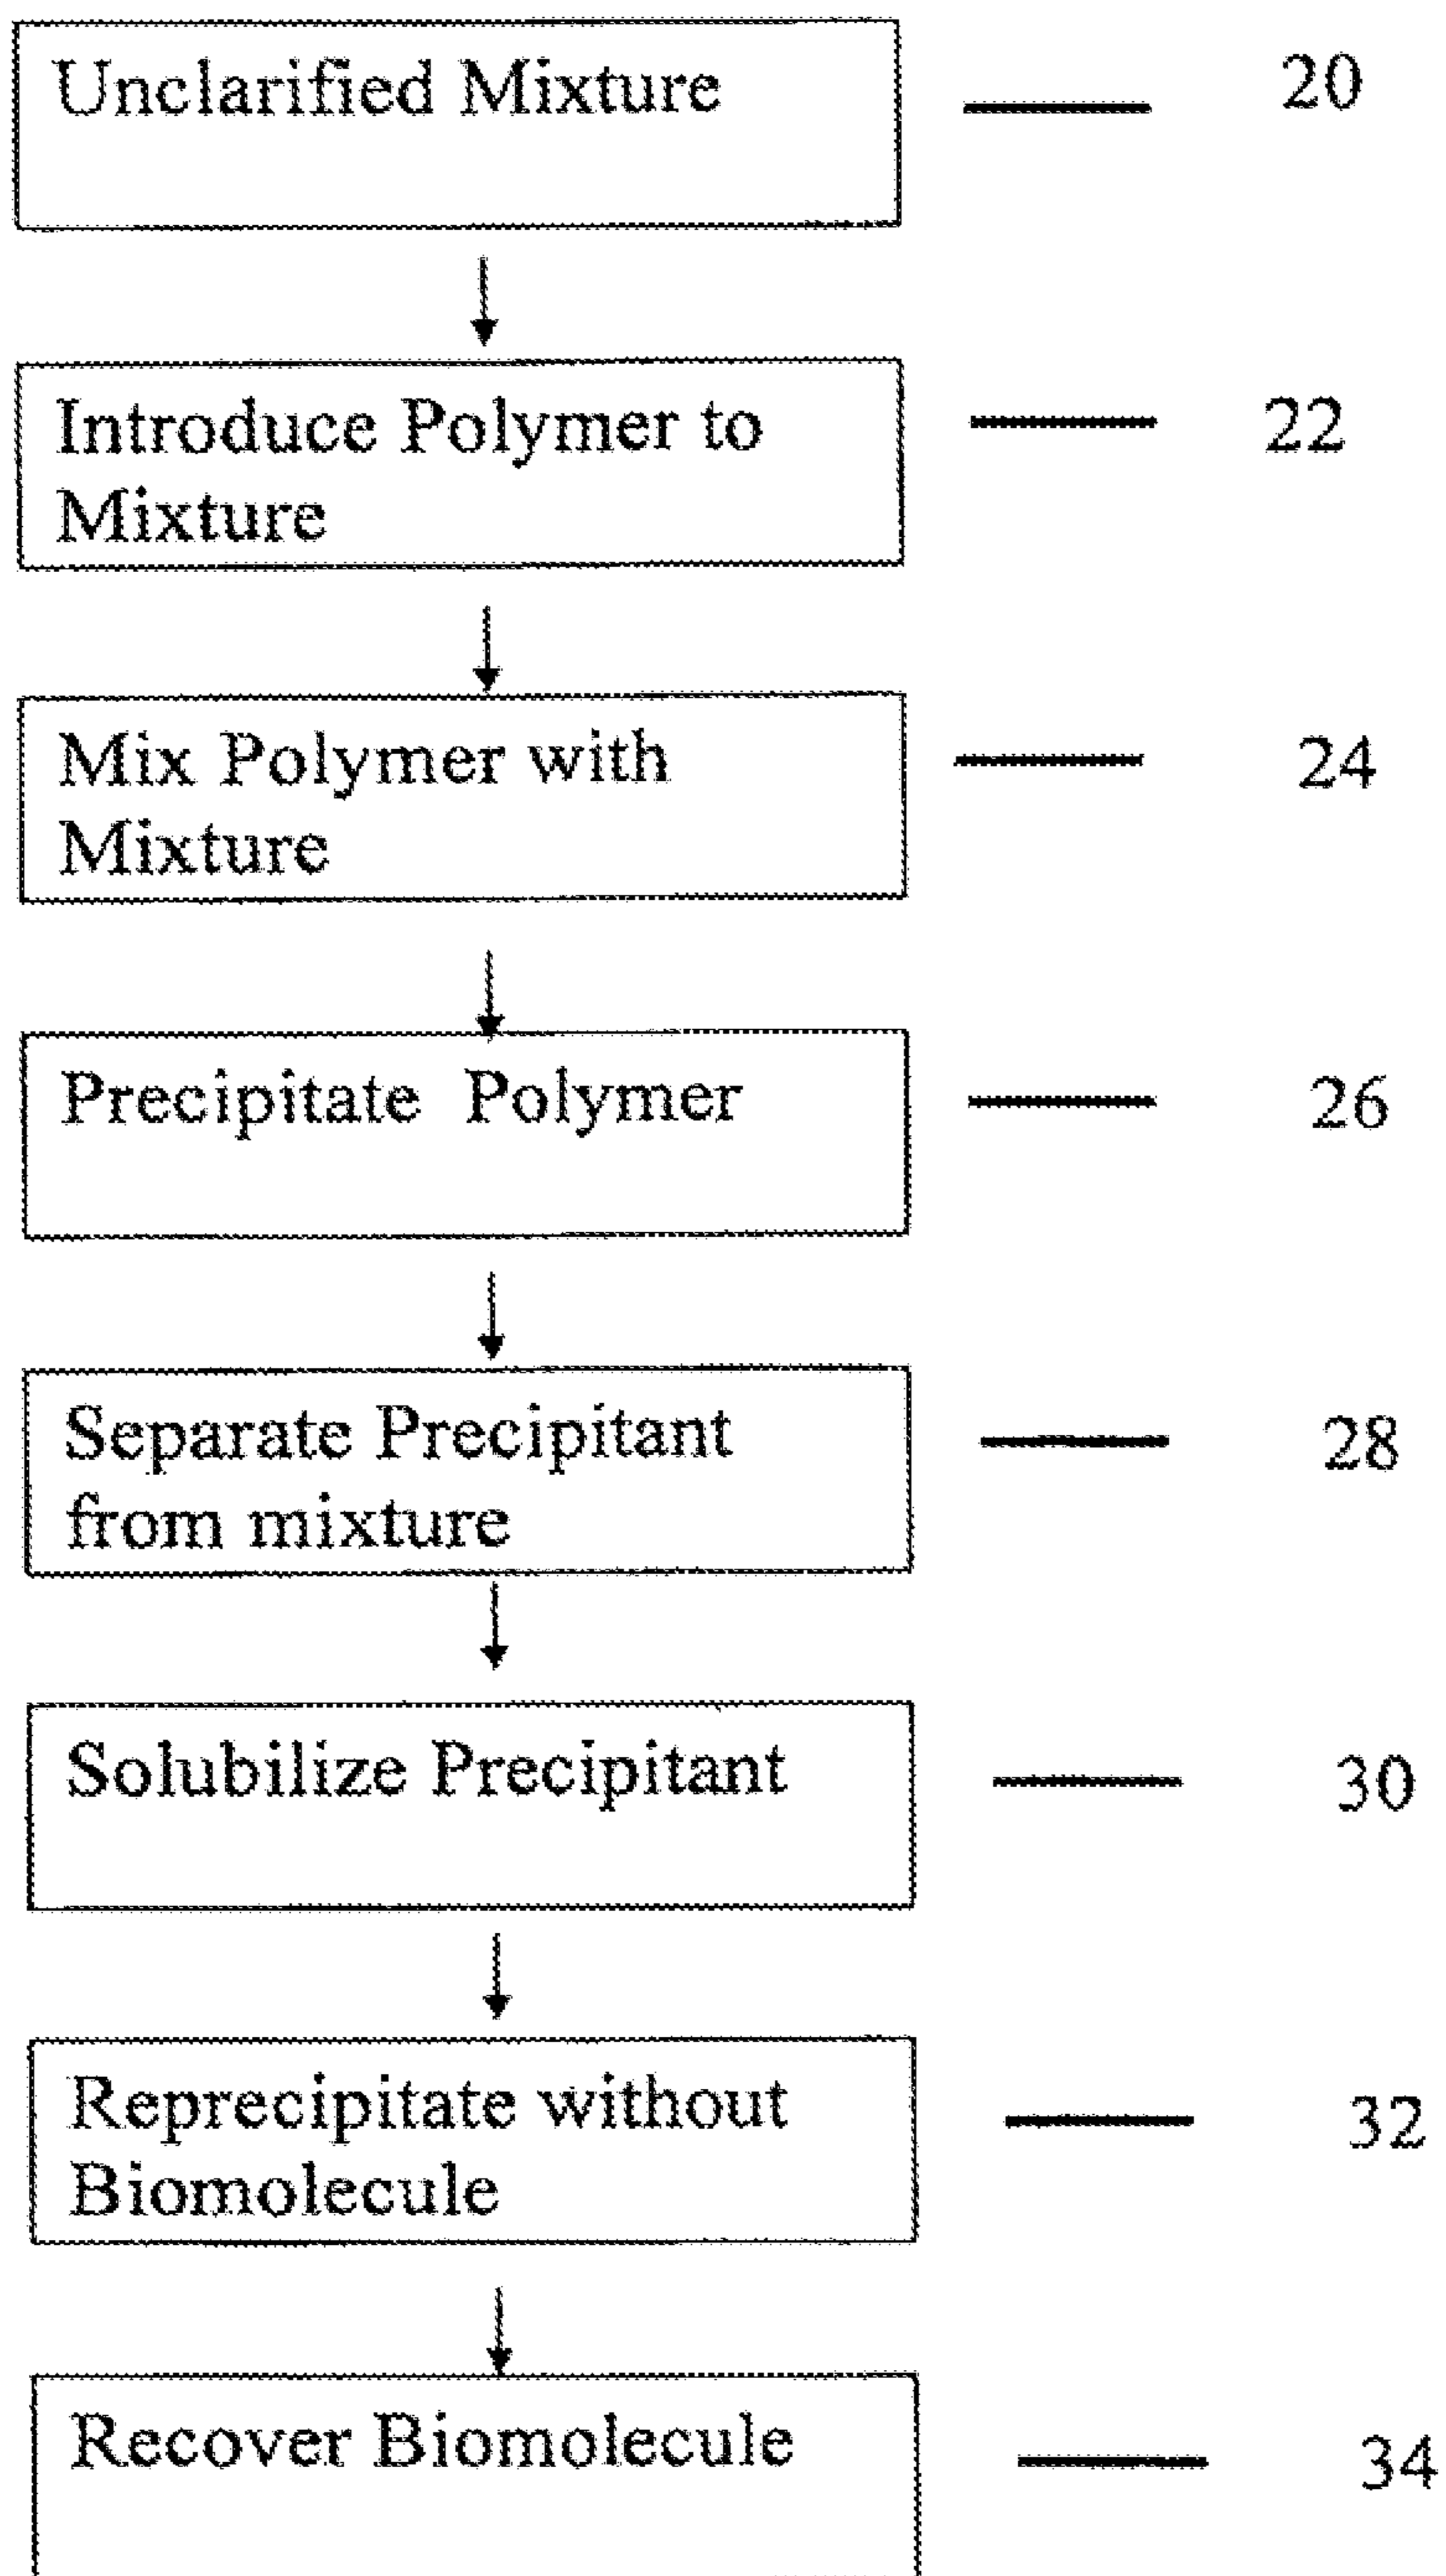 Unclarified Mixture 20
Introduce Polymer to 22
Mixture
Mix Polymer with 24
Mixture
Precipitate Polymer 26
Separate Precipitant 28
from mixture
Solubilize Precipitant 30
Reprecipitate without 32
Biomolecule
Recover Biomolecule 34